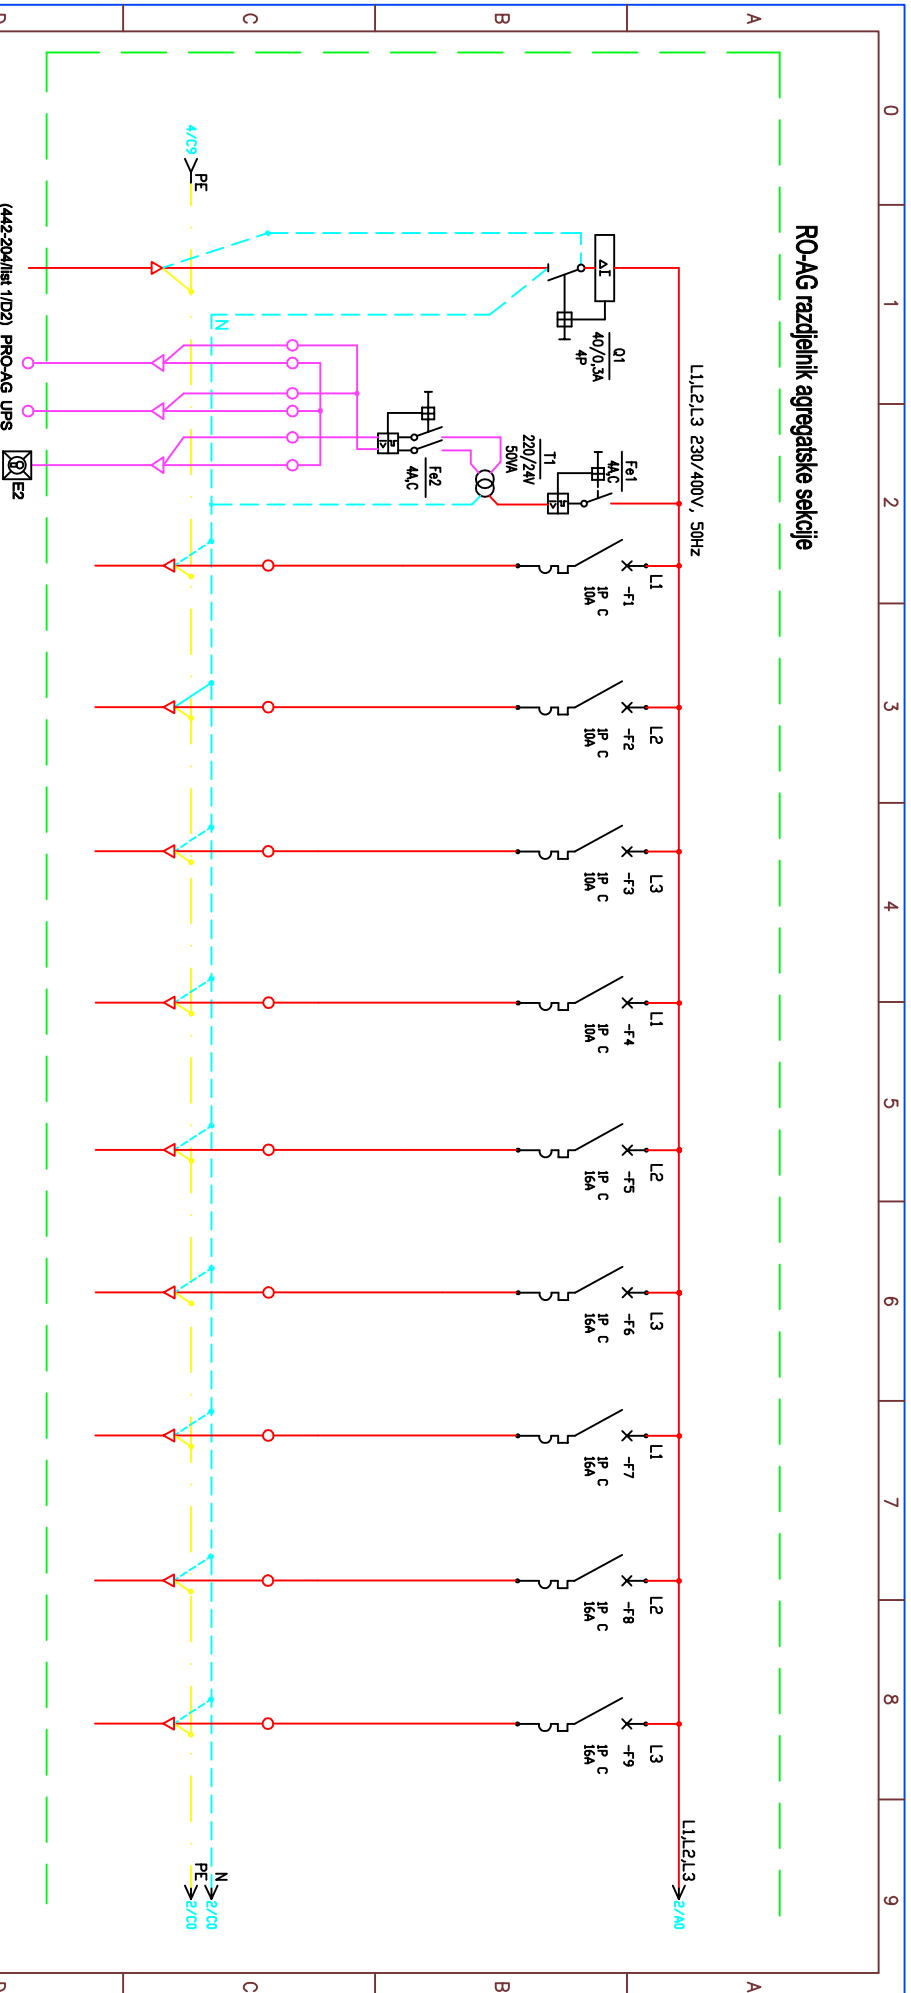 0 1 2 3 4 5 6 7 8 9
A
B
C
D
RO-AG razdjelnik agregatske sekcije
L1,L2,L3 230/400V, 50Hz
L1,L2,L3
2/A0
Q1
40/0,3A
4P
ΔI
Fe1
4A,C
T1
220/24V
50VA
Fe2
4A,C
L1
-F1
1P C
10A
L2
-F2
1P C
10A
L3
-F3
1P C
10A
L1
-F4
1P C
10A
L2
-F5
1P C
16A
L3
-F6
1P C
16A
L1
-F7
1P C
16A
L2
-F8
1P C
16A
L3
-F9
1P C
16A
N
N
2/C0
4/C9
PE
PE
2/C0
(442-204/list 1/D2) PRO-AG UPS
E2
A
B
C
D